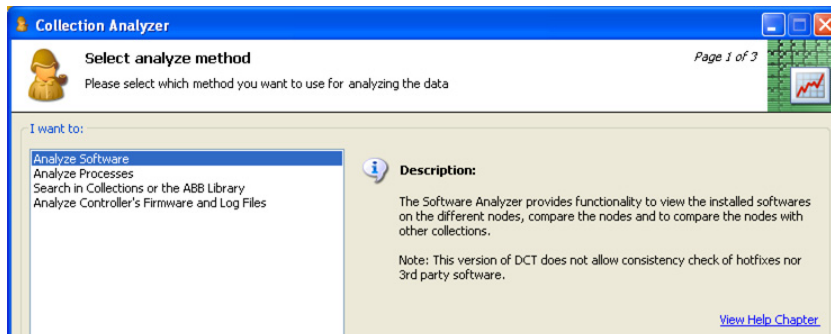 Collection Analyzer
Select analyze method
Page 1 of 3
Please select which method you want to use for analyzing the data
I want to:
Analyze Software
Analyze Processes
Search in Collections or the ABB Library
Analyze Controller's Firmware and Log Files
Description:
The Software Analyzer provides functionality to view the installed softwares
on the different nodes, compare the nodes and to compare the nodes with
other collections.
Note: This version of DCT does not allow consistency check of hotfixes nor
3rd party software.
View Help Chapter